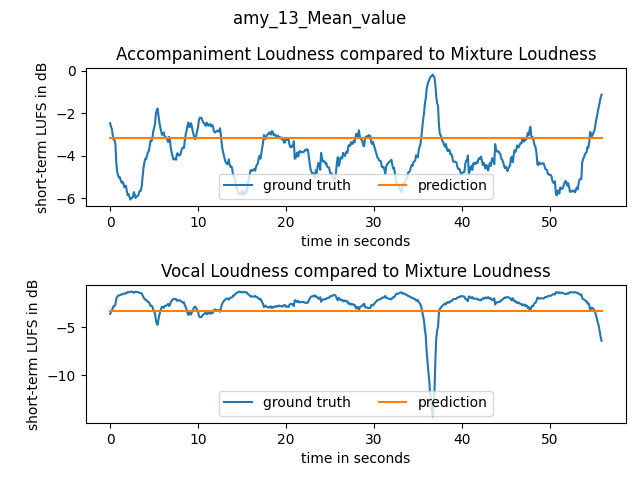 amy_13_Mean_value
Accompaniment Loudness compared to Mixture Loudness
short-term LUFS in dB
0
−2
−4
−6
ground truth prediction
0 10 20 30 40 50
time in seconds
Vocal Loudness compared to Mixture Loudness
short-term LUFS in dB
−5
−10
ground truth prediction
0 10 20 30 40 50
time in seconds